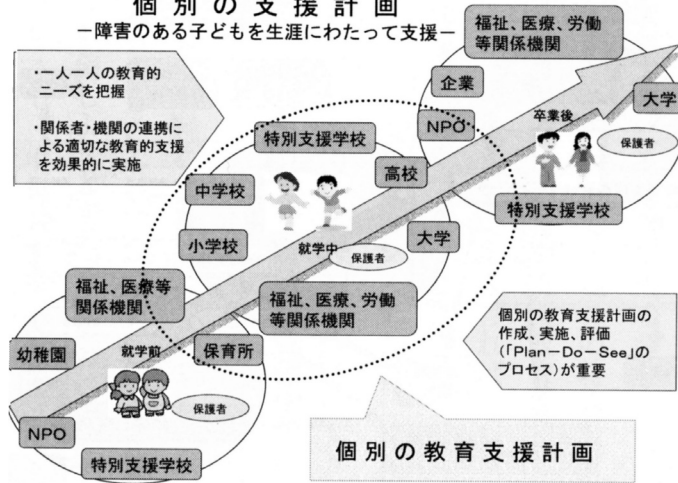 個別の支援計画
－障害のある子どもを生涯にわたって支援－
・一人一人の教育的
ニーズを把握
・関係者・機関の連携に
よる適切な教育的支援
を効果的に実施
福祉、医療、労働
等関係機関
企業
大学
NPO
卒業後
保護者
特別支援学校
特別支援学校
中学校
高校
小学校
就学中
保護者
大学
福祉、医療、労働
等関係機関
福祉、医療等
関係機関
幼稚園
就学前
保育所
保護者
NPO
特別支援学校
個別の教育支援計画の
作成、実施、評価
(「Plan－Do－See」の
プロセス)が重要
個別の教育支援計画